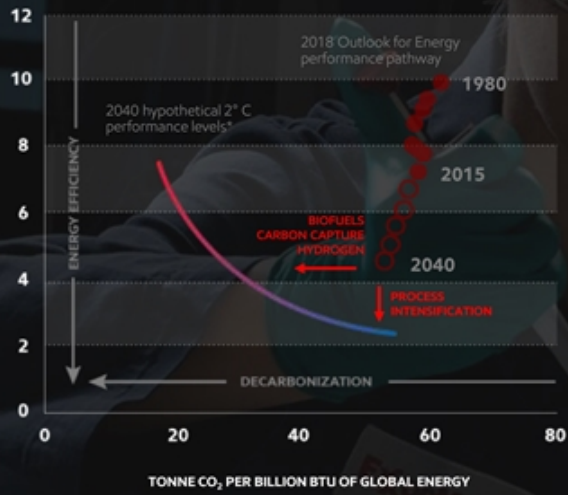 12
2018 Outlook for Energy
performance pathway
10
1980
2040 hypothetical 2° C
performance levels*
8
ENERGY EFFICIENCY
2015
6
BIOFUELS
CARBON CAPTURE
HYDROGEN
2040
4
PROCESS
INTENSIFICATION
2
DECARBONIZATION
0
0 20 40 60 80
TONNE CO₂ PER BILLION BTU OF GLOBAL ENERGY